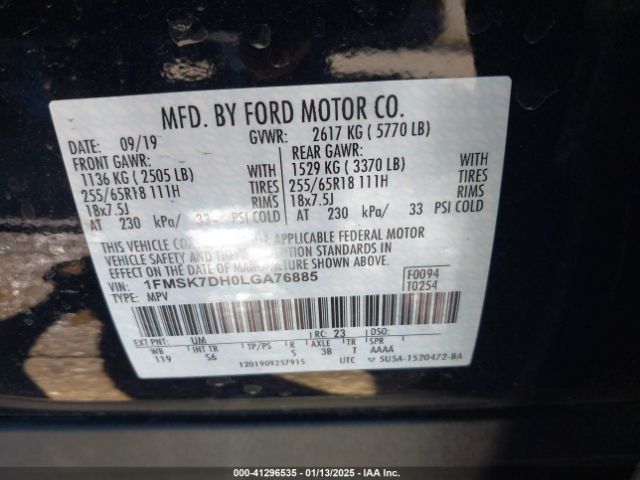 MFD. BY FORD MOTOR CO.
DATE: 09/19 GVWR: 2617 KG ( 5770 LB)
FRONT GAWR: REAR GAWR:
1136 KG ( 2505 LB) WITH 1529 KG ( 3370 LB) WITH
255/65R18 111H TIRES 255/65R18 111H TIRES
18x7.5J RIMS 18x7.5J RIMS
AT 230 kPa/ 33 PSI COLD AT 230 kPa/ 33 PSI COLD
THIS VEHICLE APPLICABLE FEDERAL MOTOR
VEHICLE SAFETY AND PREVENTION STANDARDS IN
EFFECT ON THE DATE OF MANUFACTURE SHOWN ABOVE.
VIN: 1FMSK7DH0LGA76885 F0094
TYPE: MPV T0254
EXT PNT: UM RC: 23 DSO:
WB INT TR TP/PS R AXLE TR SPR
119 S6 S 3B T AAAA
1201909257915 UTC 5U5A-1520472-BA
000-41296535 - 01/13/2025 - IAA Inc.